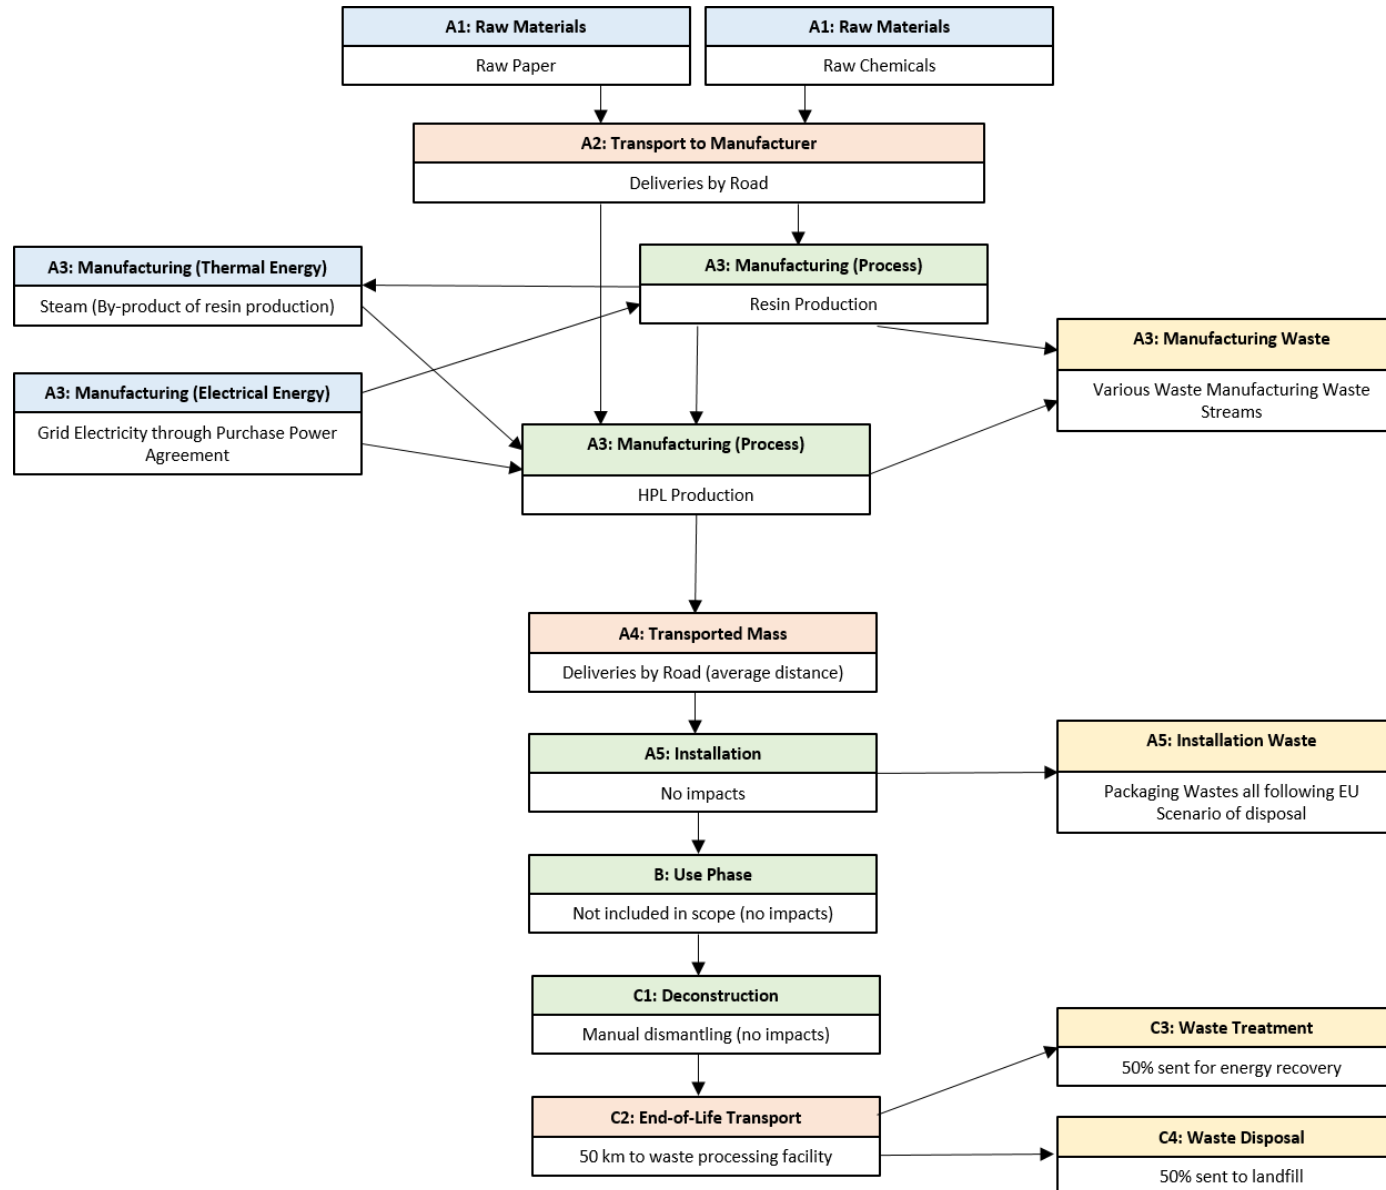 A1: Raw Materials
Raw Paper
A1: Raw Materials
Raw Chemicals
A2: Transport to Manufacturer
Deliveries by Road
A3: Manufacturing (Thermal Energy)
Steam (By-product of resin production)
A3: Manufacturing (Process)
Resin Production
A3: Manufacturing Waste
Various Waste Manufacturing Waste
Streams
A3: Manufacturing (Electrical Energy)
Grid Electricity through Purchase Power
Agreement
A3: Manufacturing (Process)
HPL Production
A4: Transported Mass
Deliveries by Road (average distance)
A5: Installation
No impacts
A5: Installation Waste
Packaging Wastes all following EU
Scenario of disposal
B: Use Phase
Not included in scope (no impacts)
C1: Deconstruction
Manual dismantling (no impacts)
C2: End-of-Life Transport
50 km to waste processing facility
C3: Waste Treatment
50% sent for energy recovery
C4: Waste Disposal
50% sent to landfill